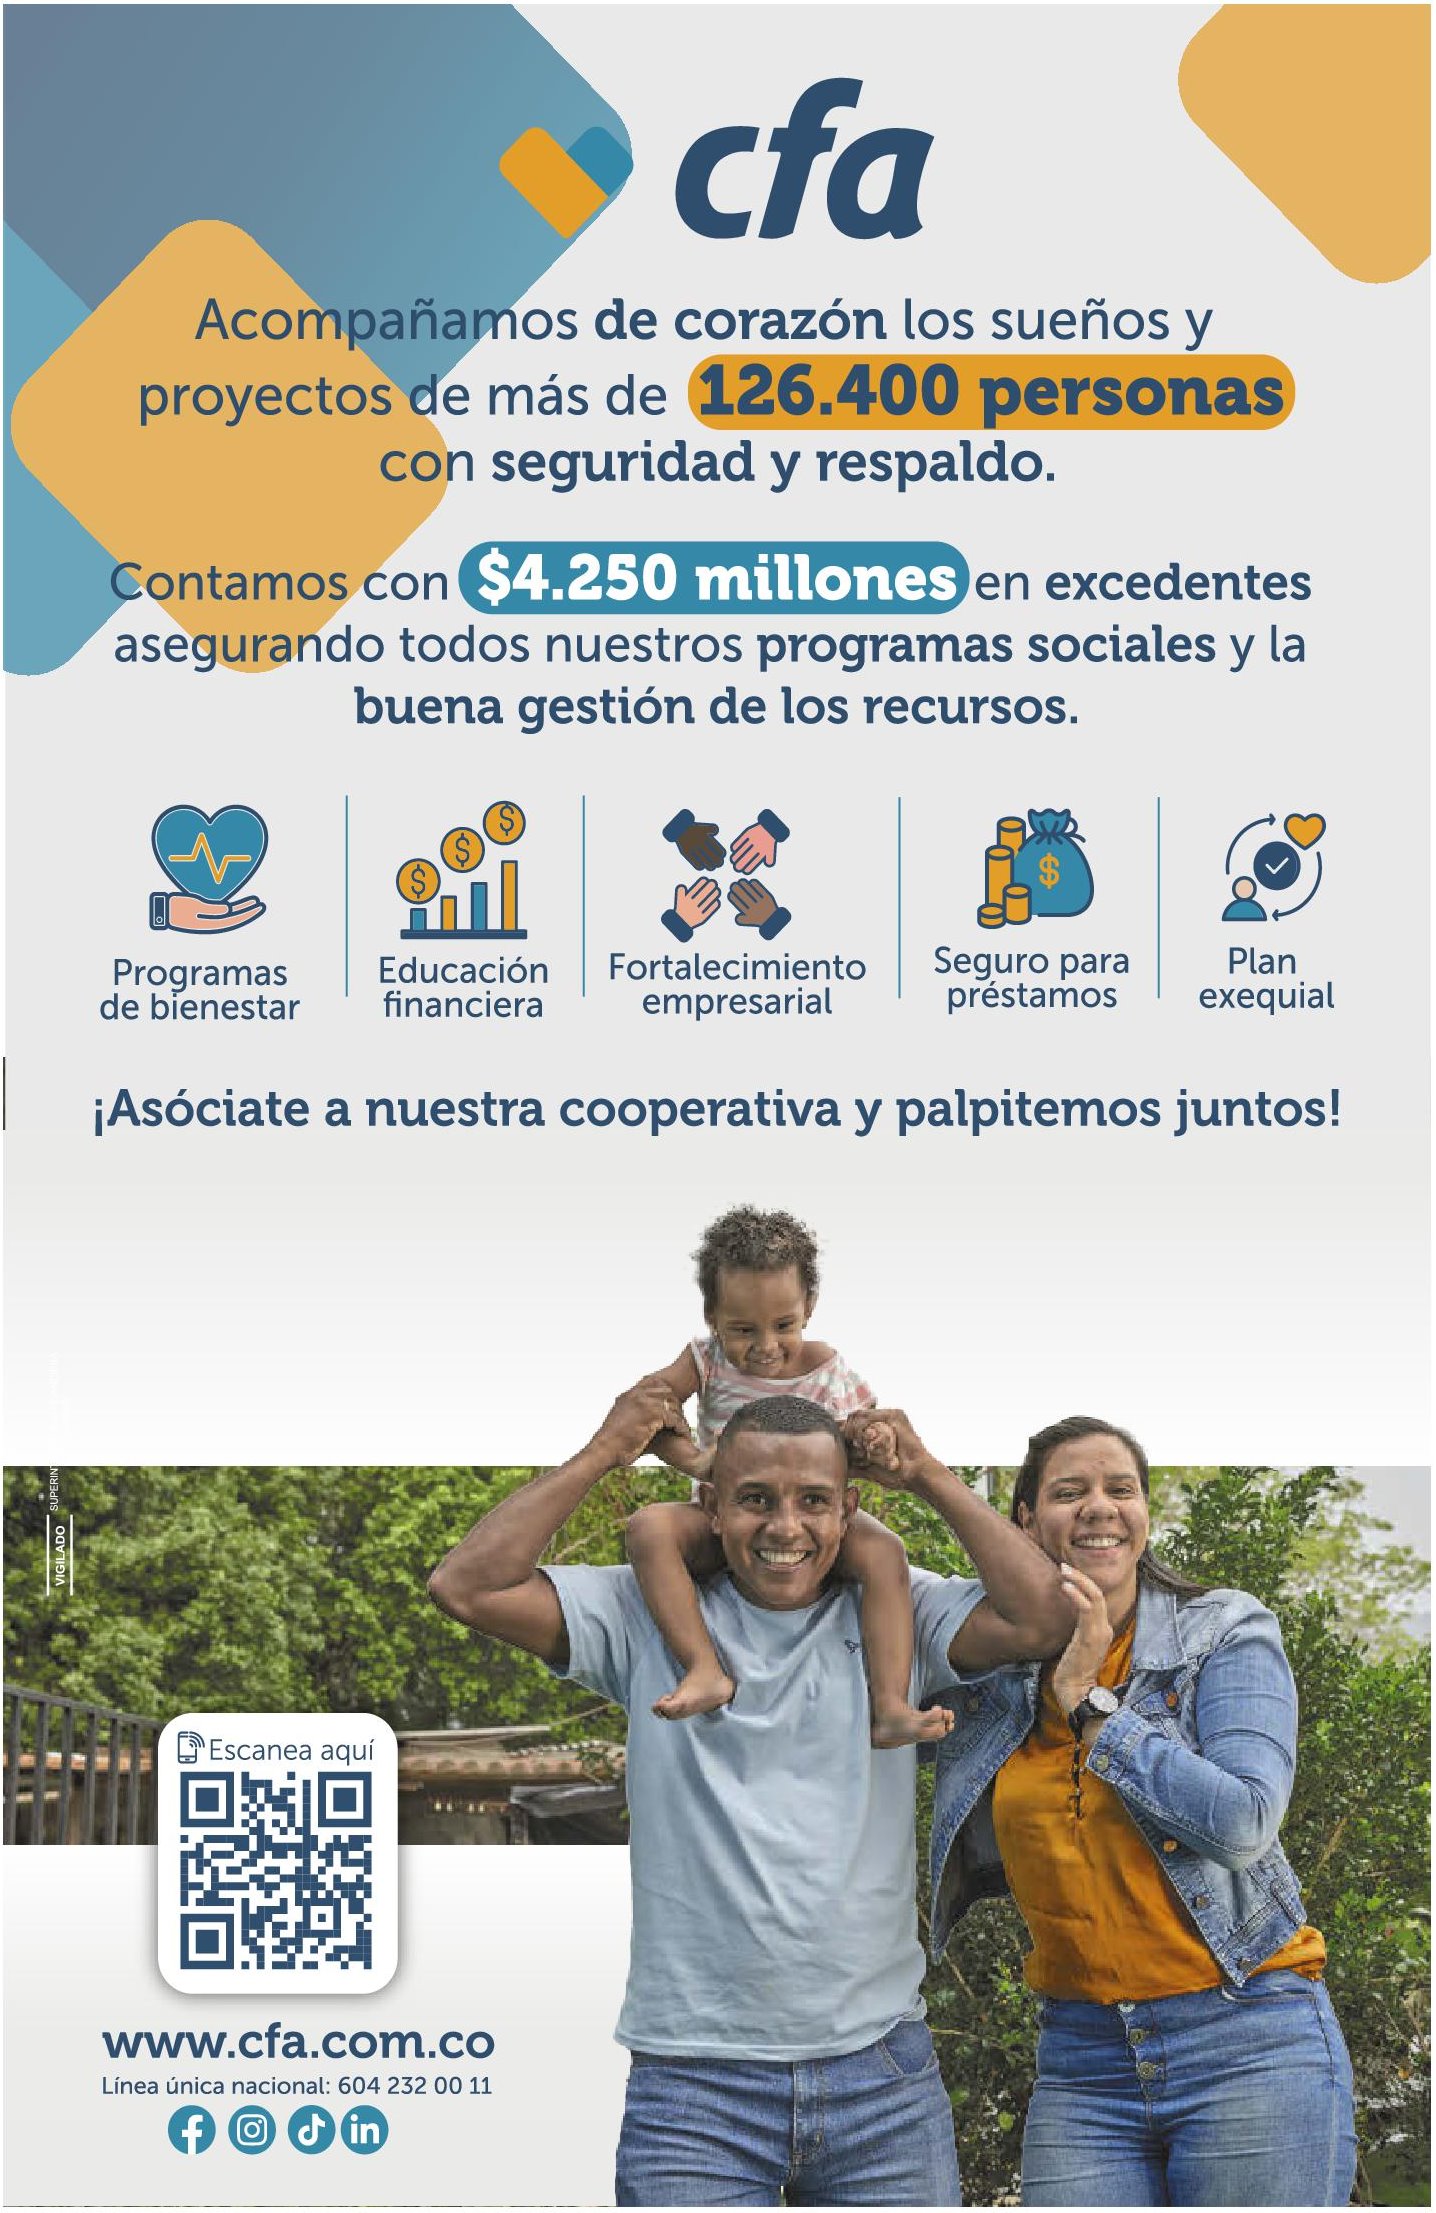 cfa
Acompañamos de corazón los sueños y
proyectos de más de 126.400 personas
con seguridad y respaldo.
Contamos con $4.250 millones en excedentes
asegurando todos nuestros programas sociales y la
buena gestión de los recursos.
Programas
de bienestar
Educación
financiera
Fortalecimiento
empresarial
Seguro para
préstamos
Plan
exequial
¡Asóciate a nuestra cooperativa y palpitemos juntos!
VIGILADO
Escanea aquí
www.cfa.com.co
Línea única nacional: 604 232 00 11